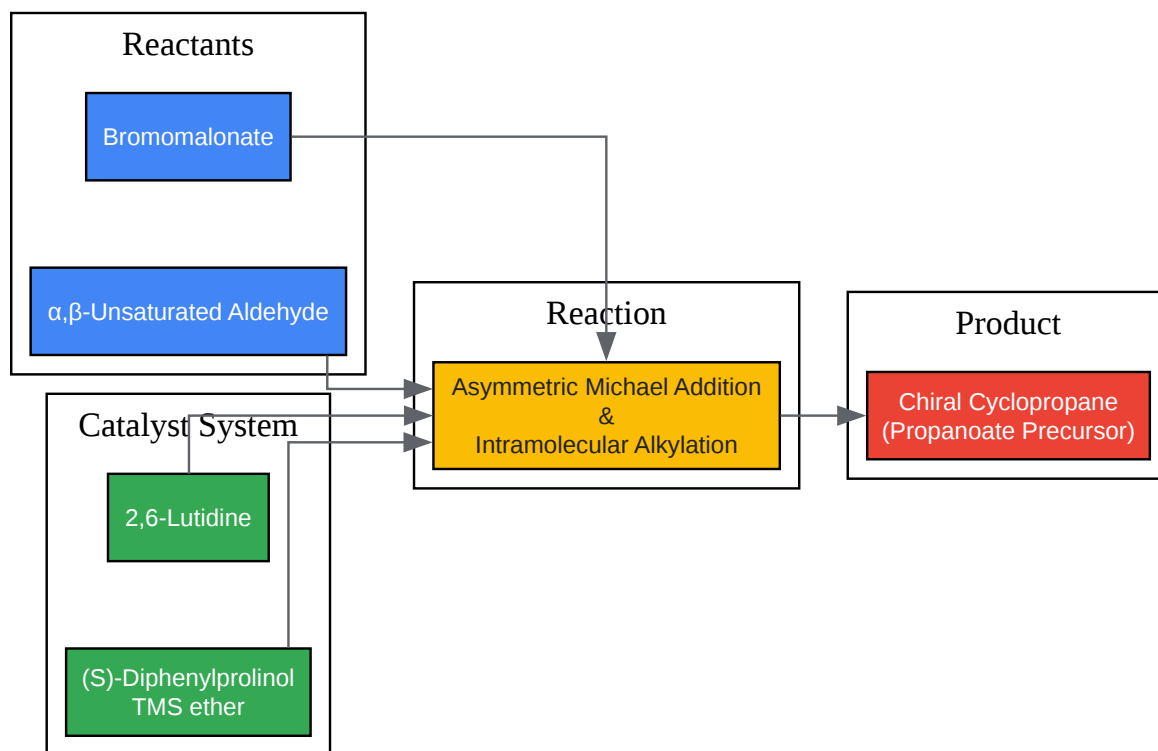 Reactants
Bromomalonate
α,β-Unsaturated Aldehyde
Catalyst System
2,6-Lutidine
(S)-Diphenylprolinol
TMS ether
Reaction
Asymmetric Michael Addition
&
Intramolecular Alkylation
Product
Chiral Cyclopropane
(Propanoate Precursor)